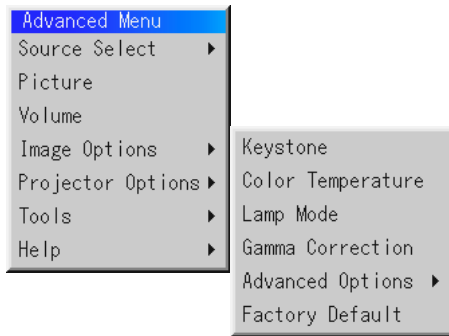 Advanced Menu
Source Select
Picture
Volume
Image Options
Projector Options
Tools
Help
Keystone
Color Temperature
Lamp Mode
Gamma Correction
Advanced Options
Factory Default